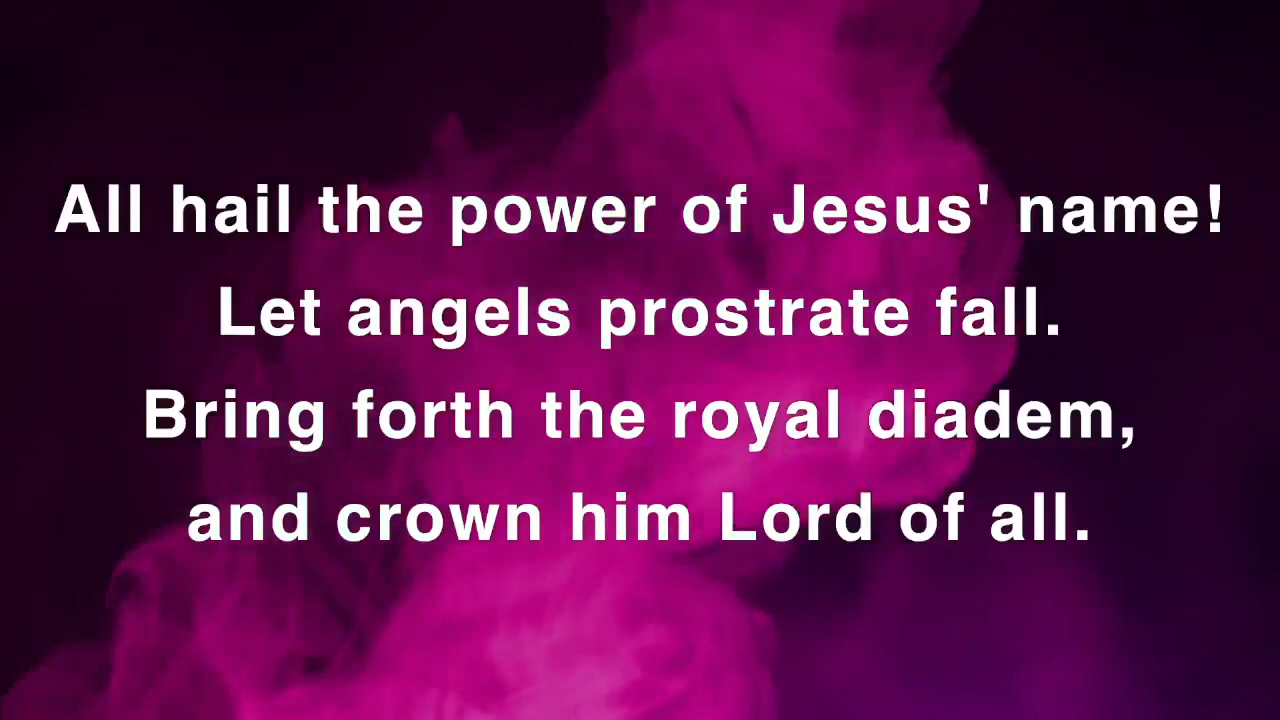 All hail the power of Jesus' name!
Let angels prostrate fall.
Bring forth the royal diadem,
and crown him Lord of all.